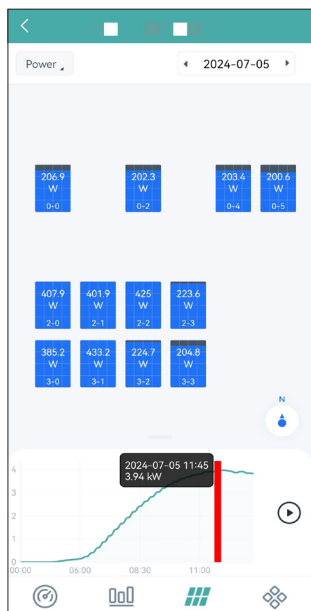 Power
2024-07-05
206.9
W
0-0
202.3
W
0-2
203.4
W
0-4
200.6
W
0-5
407.9
W
2-0
401.9
W
2-1
425
W
2-2
223.6
W
2-3
385.2
W
3-0
433.2
W
3-1
224.7
W
3-2
204.8
W
3-3
N
2024-07-05 11:45
3.94 kW
4
3
2
1
0
00:00
06:00
08:30
11:00